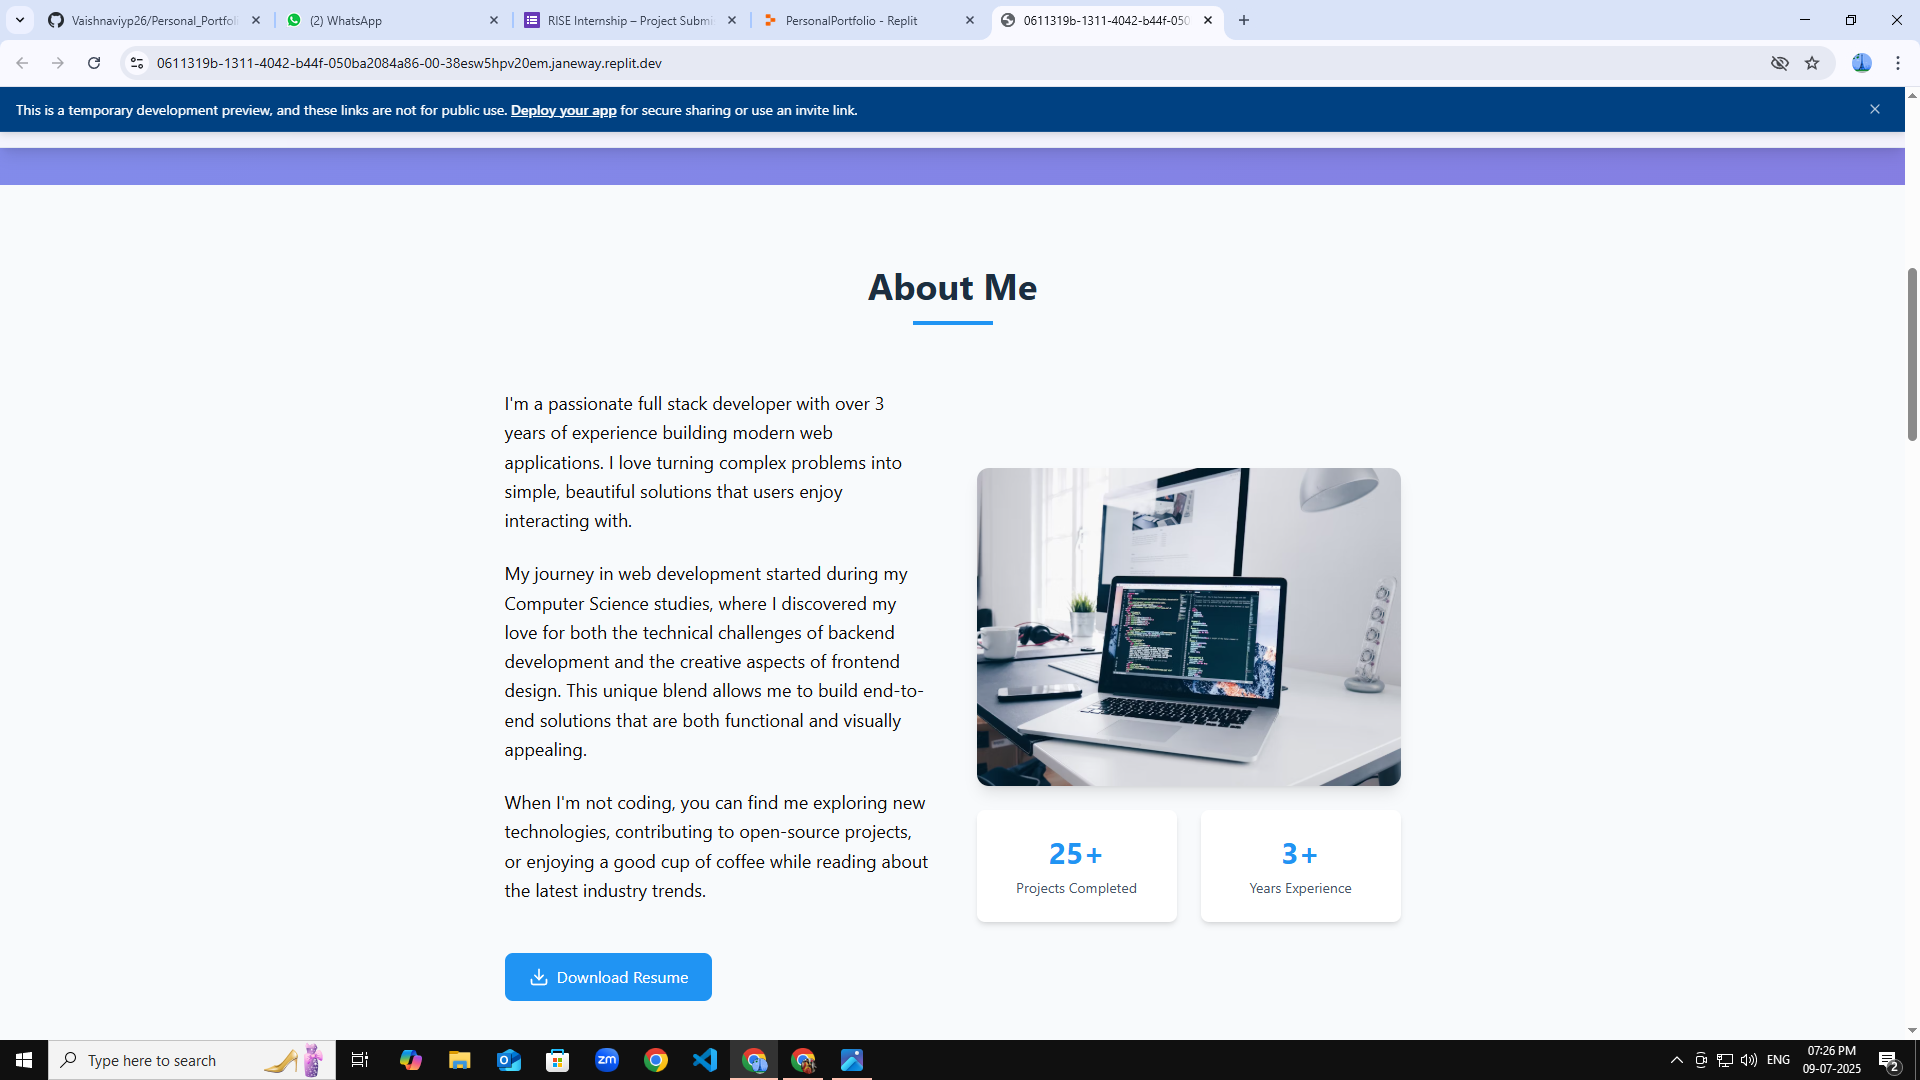 Vaishnaviyp26/Personal_Portfoli
(2) WhatsApp
RISE Internship – Project Submis
PersonalPortfolio - Replit
0611319b-1311-4042-b44f-050
0611319b-1311-4042-b44f-050ba2084a86-00-38esw5hpv20em.janeway.replit.dev
This is a temporary development preview, and these links are not for public use. Deploy your app for secure sharing or use an invite link.
About Me
I'm a passionate full stack developer with over 3
years of experience building modern web
applications. I love turning complex problems into
simple, beautiful solutions that users enjoy
interacting with.
My journey in web development started during my
Computer Science studies, where I discovered my
love for both the technical challenges of backend
development and the creative aspects of frontend
design. This unique blend allows me to build end-to-
end solutions that are both functional and visually
appealing.
When I'm not coding, you can find me exploring new
technologies, contributing to open-source projects,
or enjoying a good cup of coffee while reading about
the latest industry trends.
25+
Projects Completed
3+
Years Experience
Download Resume
Type here to search
zm
ENG
07:26 PM
09-07-2025
2